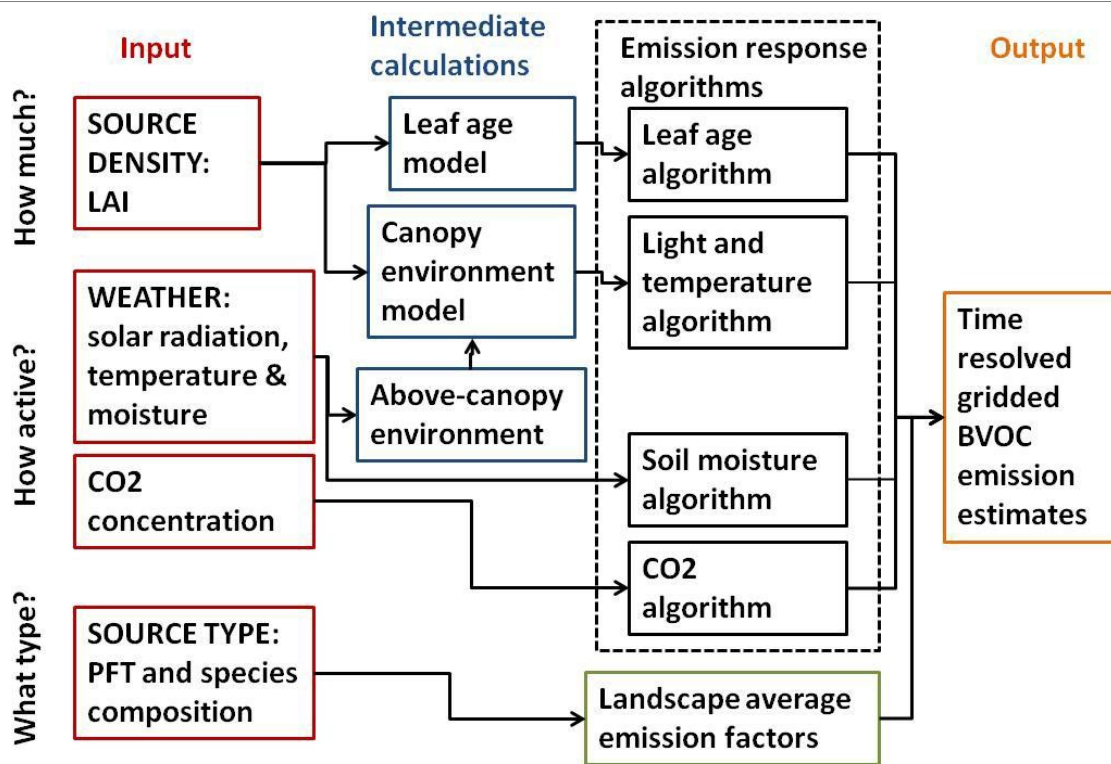 Input
Intermediate
calculations
Emission response
algorithms
Output
How much?
SOURCE
DENSITY:
LAI
Leaf age
model
Leaf age
algorithm
Canopy
environment
model
Light and
temperature
algorithm
How active?
WEATHER:
solar radiation,
temperature &
moisture
Above-canopy
environment
Soil moisture
algorithm
CO2
concentration
CO2
algorithm
Time
resolved
gridded
BVOC
emission
estimates
What type?
SOURCE TYPE:
PFT and species
composition
Landscape average
emission factors